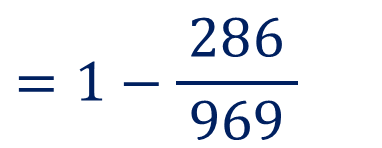 = 1 − 286/969